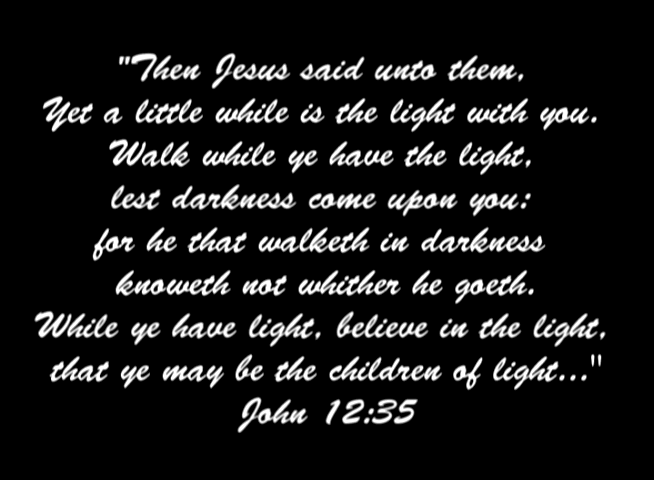 "Then Jesus said unto them,
Yet a little while is the light with you.
Walk while ye have the light,
lest darkness come upon you:
for he that walketh in darkness
knoweth not whither he goeth.
While ye have light, believe in the light,
that ye may be the children of light..."
John 12:35